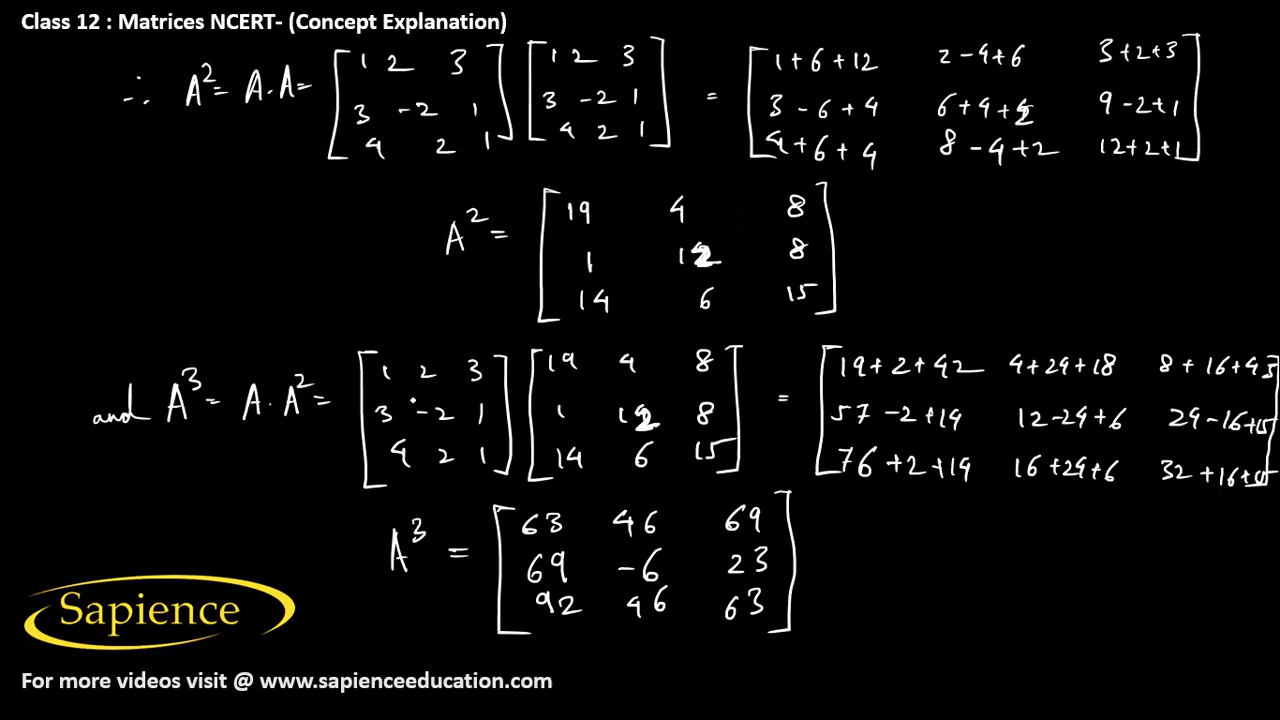 Class 12 : Matrices NCERT- (Concept Explanation)
∴ A² = A.A = [1 2 3; 3 -2 1; 4 2 1] [1 2 3; 3 -2 1; 4 2 1] = [1+6+12 2-4+6 3+2+3; 3-6+4 6+4+2 9-2+1; 4+6+4 8-4+2 12+2+1]
A² = [19 4 8; 1 12 8; 14 6 15]
and A³ = A.A² = [1 2 3; 3 -2 1; 4 2 1] [19 4 8; 1 12 8; 14 6 15] = [19+2+42 4+24+18 8+16+45; 57-2+14 12-24+6 24-16+15; 76+2+14 16+24+6 32+16+15]
A³ = [63 46 69; 69 -6 23; 92 46 63]
Sapience
For more videos visit @ www.sapienceeducation.com